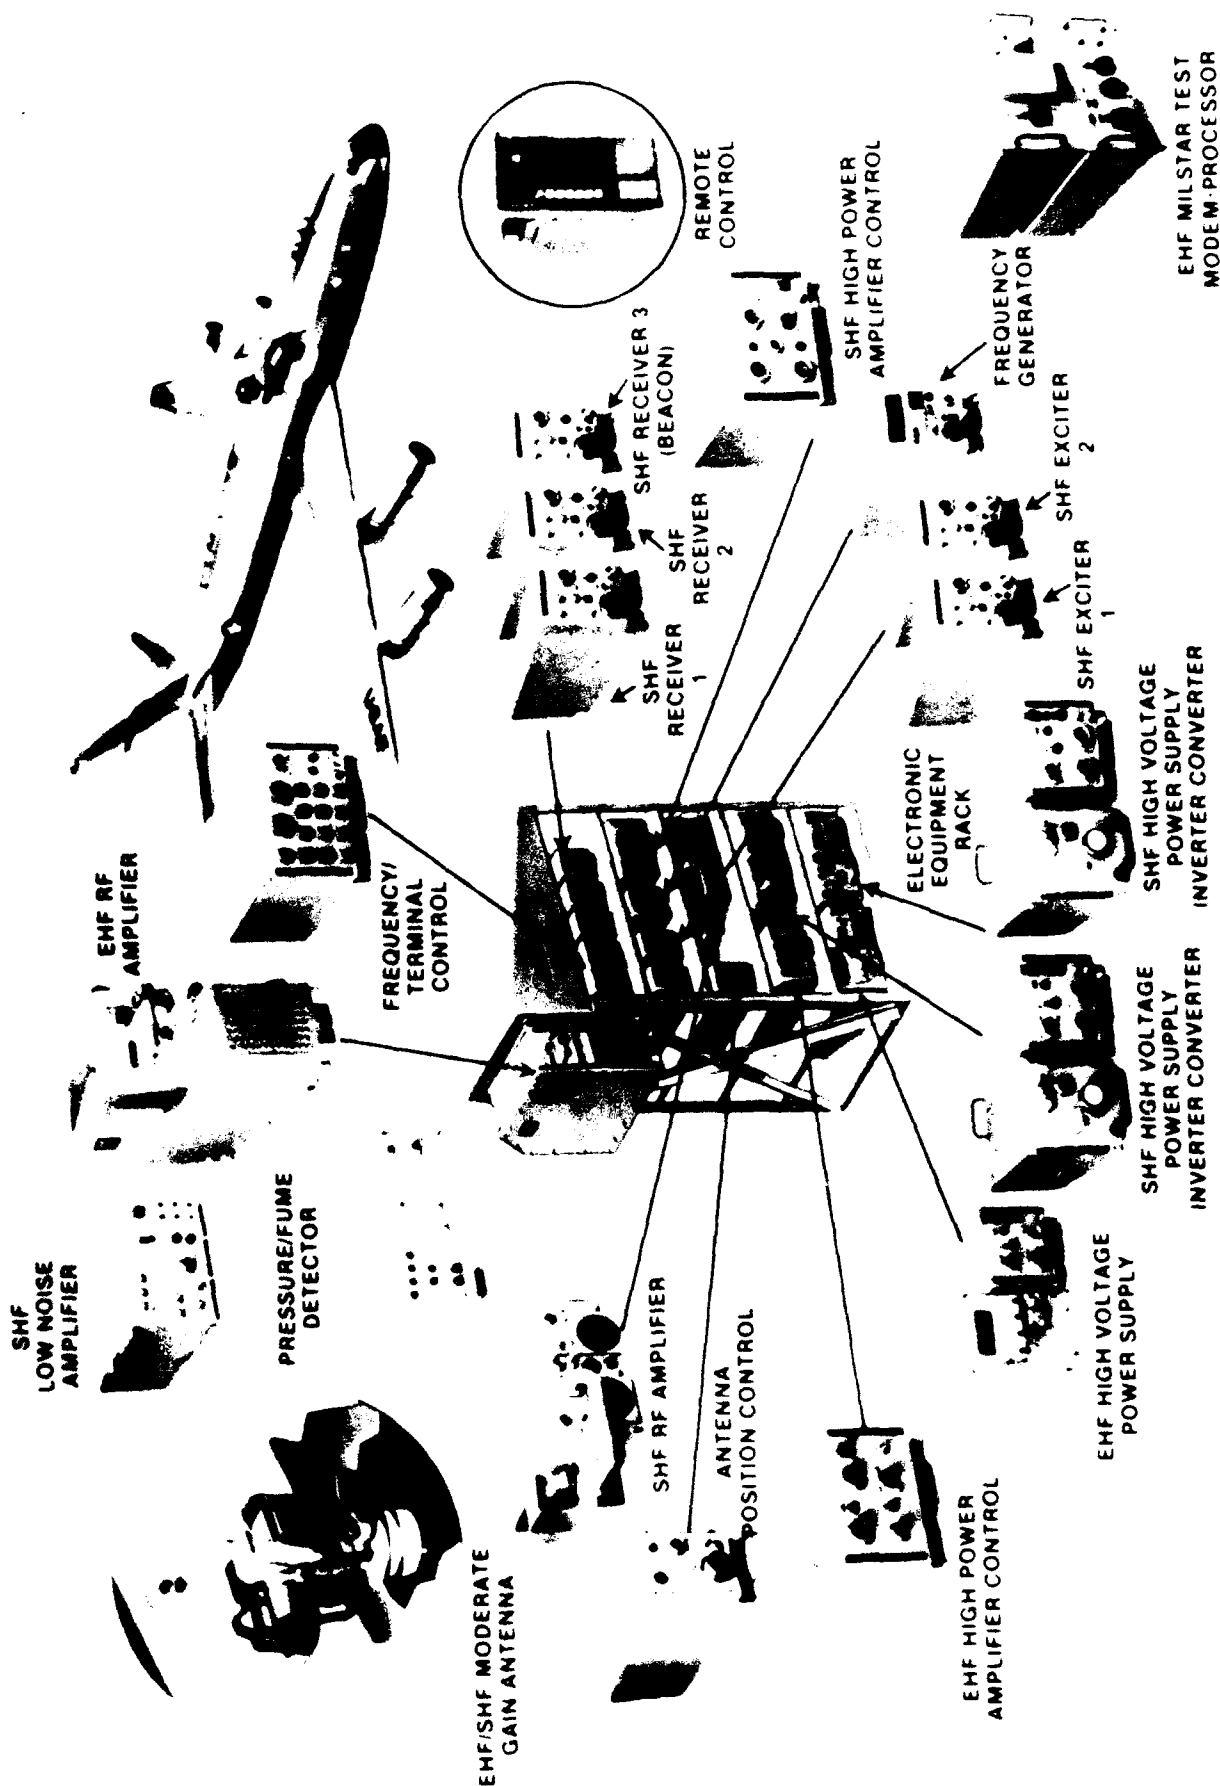 SHF
LOW NOISE
AMPLIFIER
EHF RF
AMPLIFIER
PRESSURE/FUME
DETECTOR
FREQUENCY/
TERMINAL
CONTROL
EHF/SHF MODERATE
GAIN ANTENNA
SHF RF AMPLIFIER
SHF
RECEIVER
1
SHF
RECEIVER
2
SHF RECEIVER 3
(BEACON)
REMOTE
CONTROL
ANTENNA
POSITION CONTROL
SHF HIGH POWER
AMPLIFIER CONTROL
EHF HIGH POWER
AMPLIFIER CONTROL
ELECTRONIC
EQUIPMENT
RACK
FREQUENCY
GENERATOR
SHF EXCITER
1
SHF EXCITER
2
EHF HIGH VOLTAGE
POWER SUPPLY
SHF HIGH VOLTAGE
POWER SUPPLY
INVERTER CONVERTER
SHF HIGH VOLTAGE
POWER SUPPLY
INVERTER CONVERTER
EHF MILSTAR TEST
MODEM-PROCESSOR